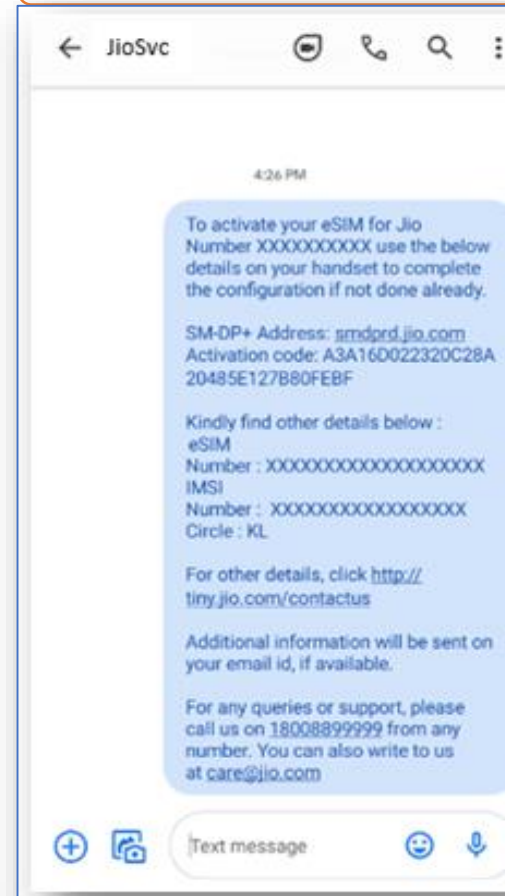 JioSvc
4:26 PM
To activate your eSIM for Jio
Number XXXXXXXXXX use the below
details on your handset to complete
the configuration if not done already.
SM-DP+ Address: smdprd.jio.com
Activation code: A3A16D022320C28A
20485E127B80FEBF
Kindly find other details below :
eSIM
Number : XXXXXXXXXXXXXXXXXXX
IMSI
Number : XXXXXXXXXXXXXXXXX
Circle : KL
For other details, click http://
tiny.jio.com/contactus
Additional information will be sent on
your email id, if available.
For any queries or support, please
call us on 18008899999 from any
number. You can also write to us
at care@jio.com
Text message